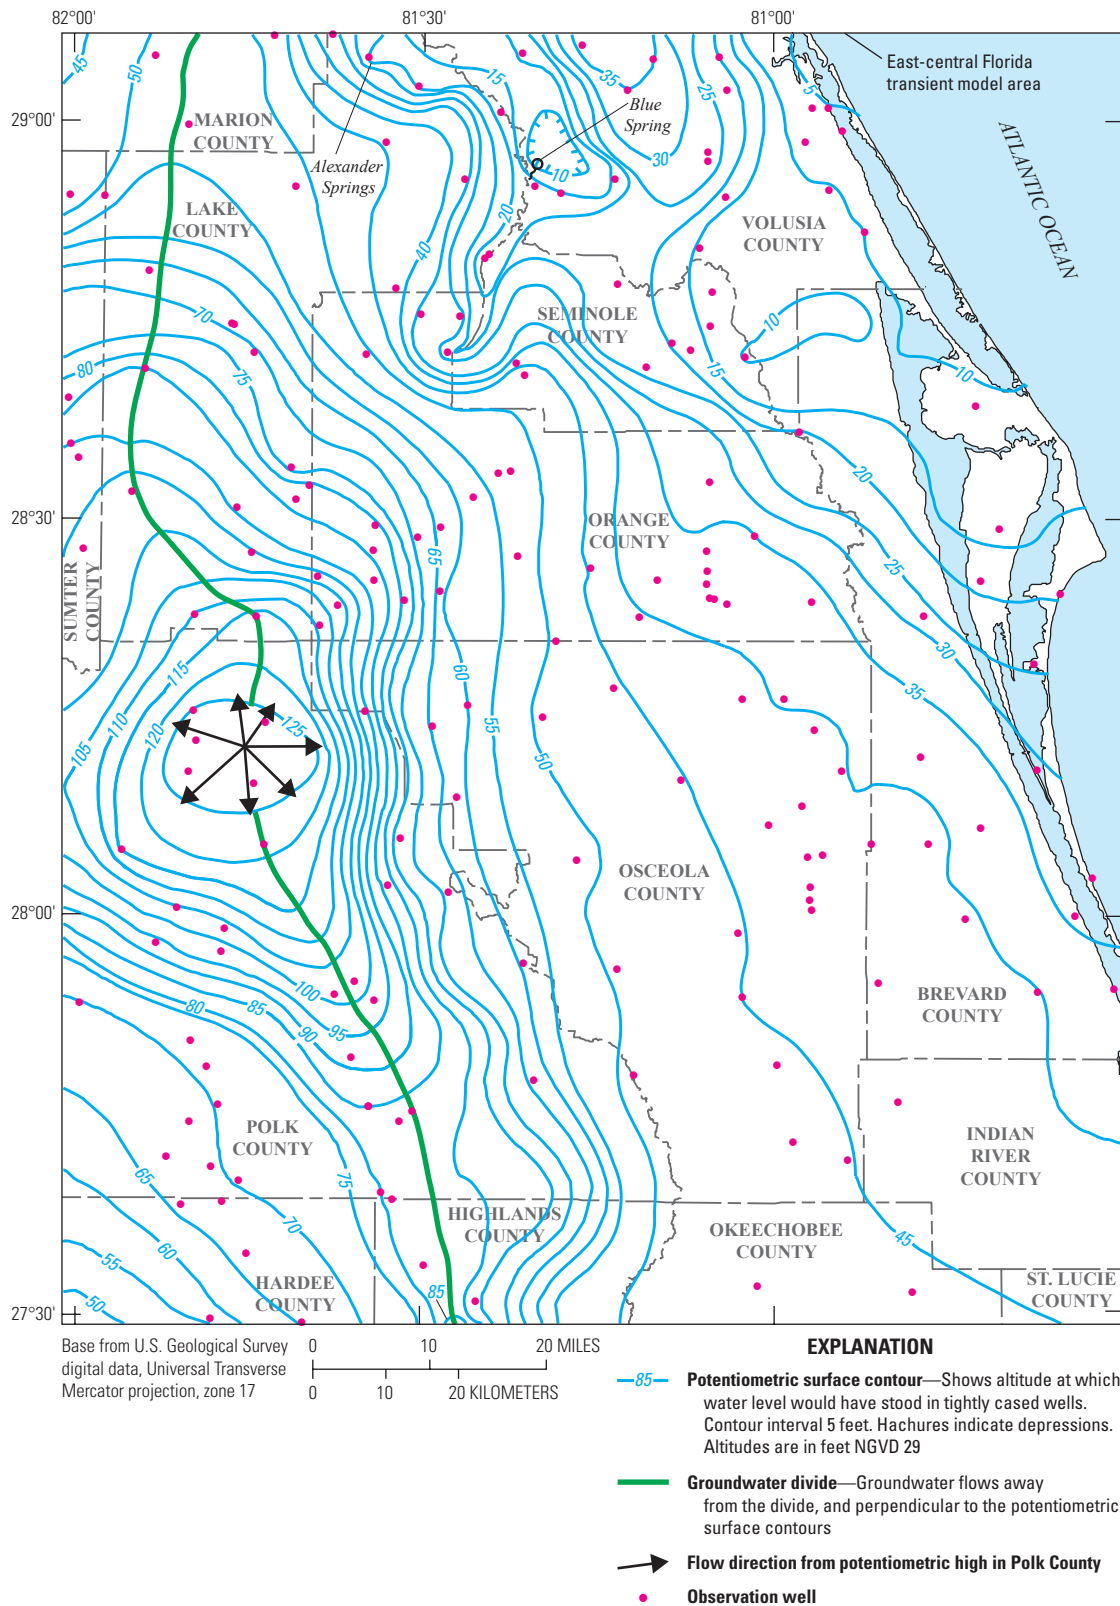 82°00'
81°30'
81°00'
45
50
15
35
25
5
East-central Florida
transient model area
29°00'
MARION
COUNTY
Blue
Spring
Alexander
Springs
10
30
ATLANTIC OCEAN
LAKE
COUNTY
20
VOLUSIA
COUNTY
40
70
SEMINOLE
COUNTY
10
80
75
15
10
20
28°30'
ORANGE
COUNTY
65
25
SUMTER
COUNTY
30
115
60
35
110
120
125
55
105
50
OSCEOLA
COUNTY
28°00'
100
80
85
90
95
BREVARD
COUNTY
POLK
COUNTY
INDIAN
RIVER
COUNTY
65
75
HIGHLANDS
COUNTY
70
OKEECHOBEE
COUNTY
45
60
55
HARDEE
COUNTY
85
ST. LUCIE
COUNTY
50
27°30'
Base from U.S. Geological Survey
digital data, Universal Transverse
Mercator projection, zone 17
0 10 20 MILES
0 10 20 KILOMETERS
EXPLANATION
85 Potentiometric surface contour—Shows altitude at which
water level would have stood in tightly cased wells.
Contour interval 5 feet. Hachures indicate depressions.
Altitudes are in feet NGVD 29
Groundwater divide—Groundwater flows away
from the divide, and perpendicular to the potentiometric
surface contours
Flow direction from potentiometric high in Polk County
Observation well